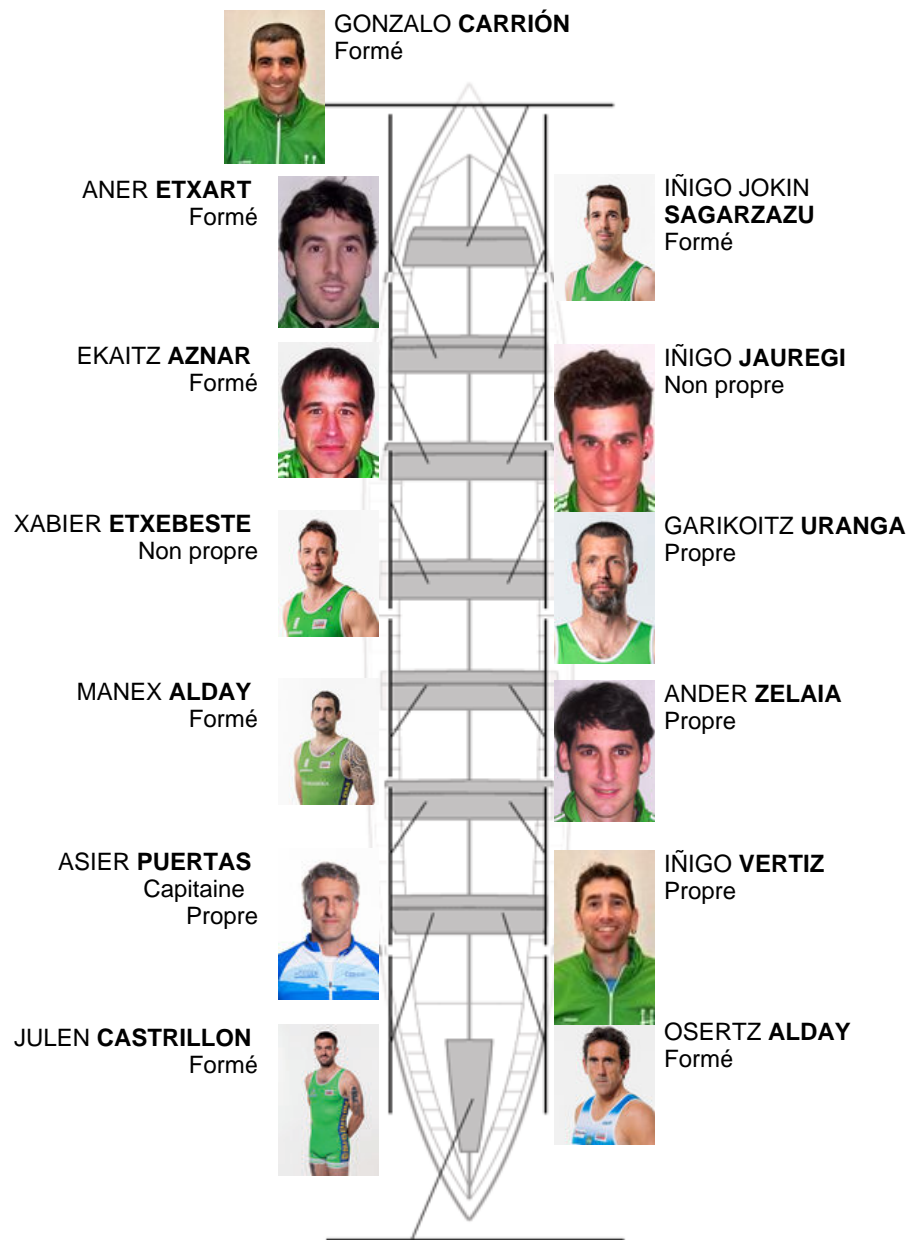 GONZALO CARRIÓN
Formé
ANER ETXART
Formé
IÑIGO JOKIN
SAGARZAZU
Formé
EKAITZ AZNAR
Formé
IÑIGO JAUREGI
Non propre
XABIER ETXEBESTE
Non propre
GARIKOITZ URANGA
Propre
MANEX ALDAY
Formé
ANDER ZELAIA
Propre
ASIER PUERTAS
Capitaine
Propre
IÑIGO VERTIZ
Propre
JULEN CASTRILLON
Formé
OSERTZ ALDAY
Formé